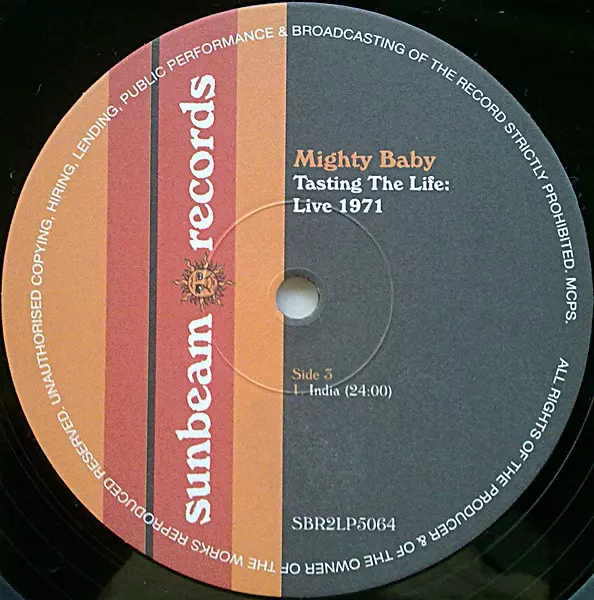 UNAUTHORISED COPYING, HIRING, LENDING, PUBLIC PERFORMANCE & BROADCASTING OF THE RECORD STRICTLY PROHIBITED. MCPS.
ALL RIGHTS OF THE PRODUCER & OF THE OWNER OF THE WORKS REPRODUCED RESERVED.
sunbeam records
Mighty Baby
Tasting The Life:
Live 1971
Side 3
1. India (24:00)
SBR2LP5064